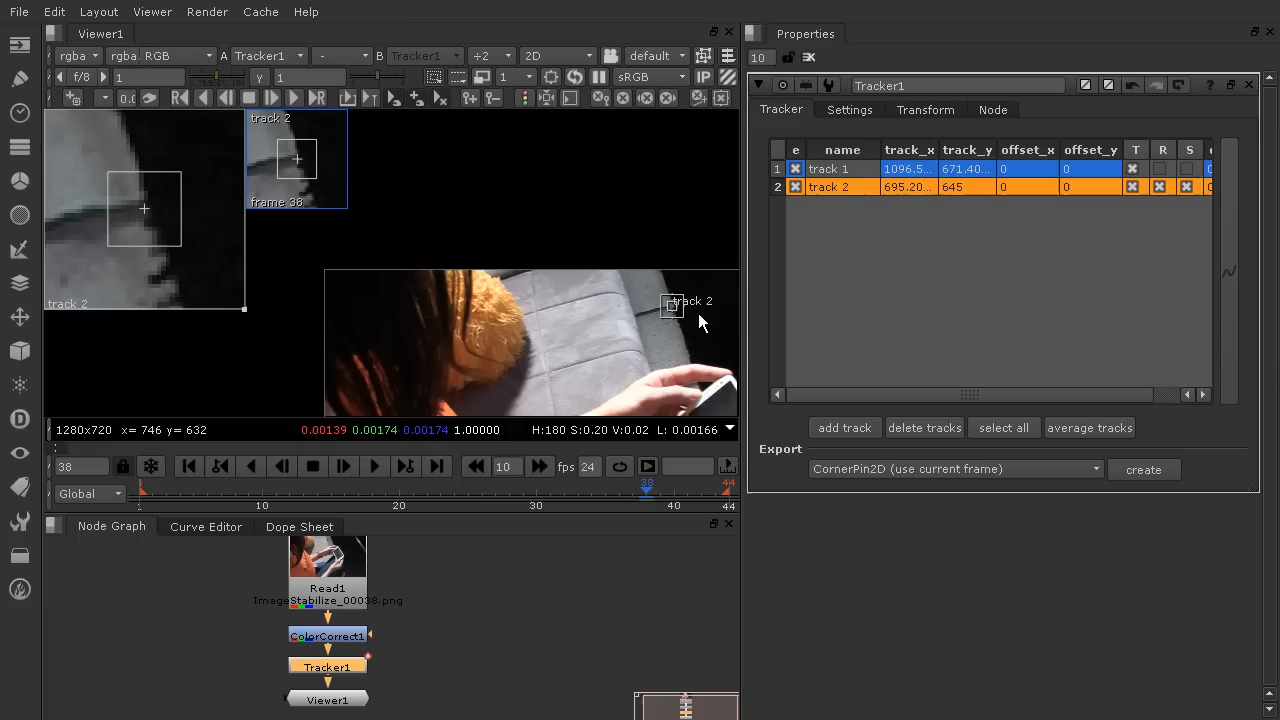 File Edit Layout Viewer Render Cache Help
Viewer1
Properties
rgba rgba. RGB A Tracker1 - B Tracker1 ÷2 2D default
10
f/8 1 γ 1 1 sRGB IP
Tracker1
0.0
Tracker Settings Transform Node
track 2
frame 38
track 2
e name track_x track_y offset_x offset_y T R S
1 track 1 1096.5... 671.40... 0 0
2 track 2 695.20... 645 0 0
track 2
add track delete tracks select all average tracks
1280x720 x= 746 y= 632 0.00139 0.00174 0.00174 1.00000 H:180 S:0.20 V:0.02 L: 0.00166
Export
CornerPin2D (use current frame) create
38 10 fps 24
Global 38 44
10 20 30 40 44
Node Graph Curve Editor Dope Sheet
Read1
ImageStabilize_00038.png
ColorCorrect1
Tracker1
Viewer1